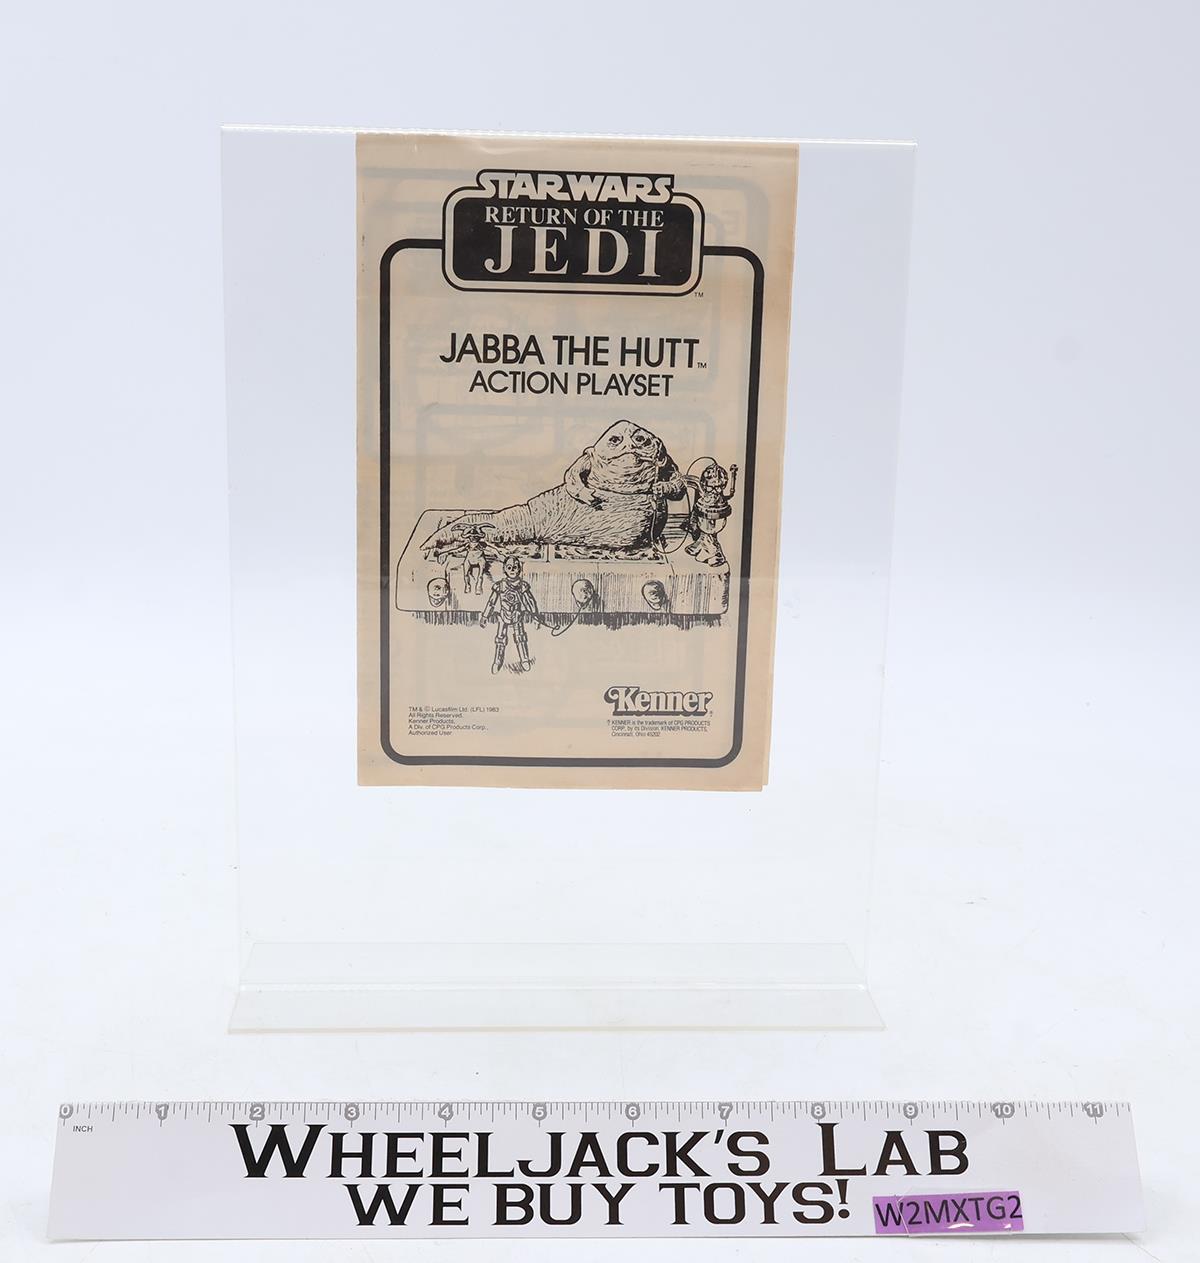 STAR WARS
RETURN OF THE
JEDI
TM
JABBA THE HUTT TM
ACTION PLAYSET
TM & © Lucasfilm Ltd. (LFL) 1983
All Rights Reserved.
Kenner Products,
A Div. of CPG Products Corp.,
Authorized User
Kenner
® KENNER is the trademark of CPG PRODUCTS
CORP., by its Division, KENNER PRODUCTS,
Cincinnati, Ohio 45202
0 1 2 3 4 5 6 7 8 9 10 11
INCH
WHEELJACK'S LAB
WE BUY TOYS!
W2MXTG2